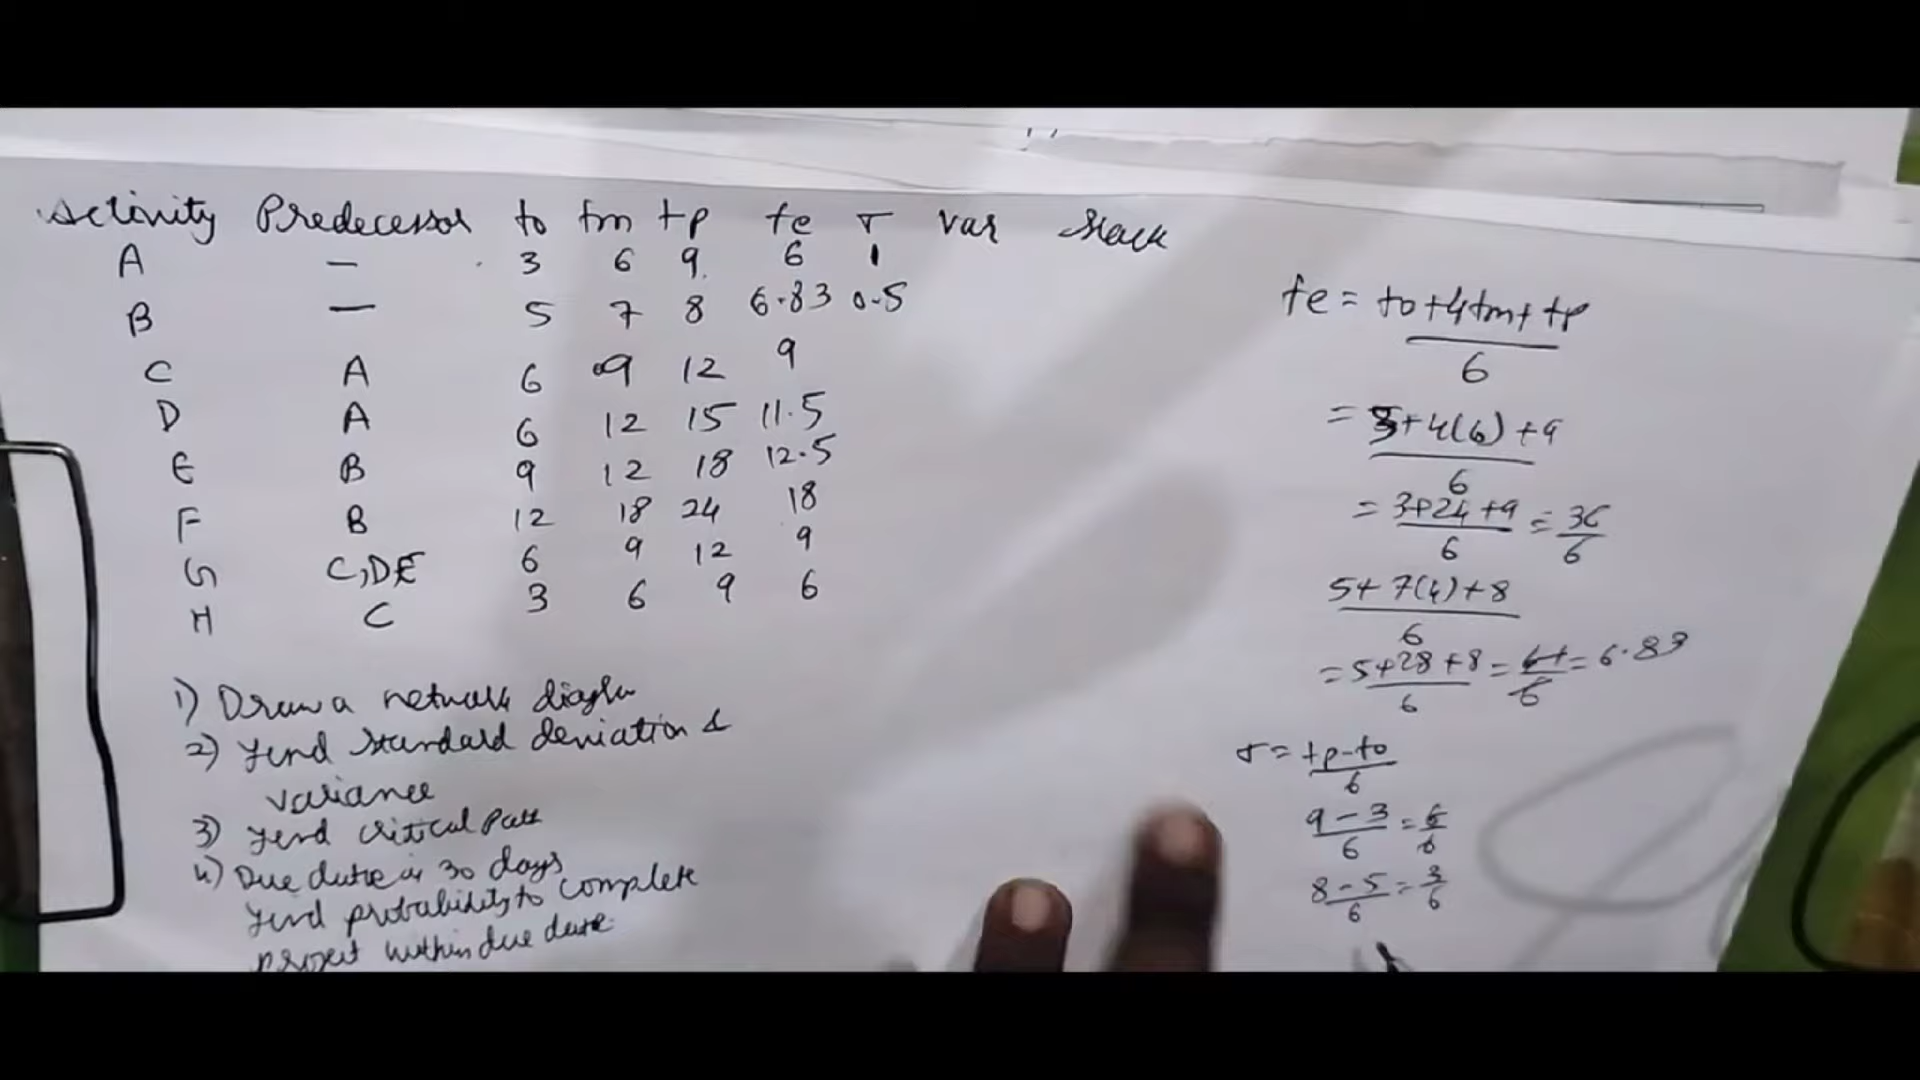 Activity Predecessor to tm tp te σ var slack
A — 3 6 9 6 1
B — 5 7 8 6.83 0.5
C A 6 9 12 9
D A 6 12 15 11.5
E B 9 12 18 12.5
F B 12 18 24 18
G C,DE 6 9 12 9
H C 3 6 9 6
1) Draw a network
2) Find standard deviation &
variance
3) Find critical Path
4) Due date is 30 days
Find probability to complete
project within due date
te = to+4tm+tp
6
= 3+4(6)+9
6
= 3+24+9 = 36
6 6
5+ 7(4)+8
6
= 5+28+8 = 41 = 6.83
6 6
σ = tp-to
6
9-3 = 6
6 6
8-5 = 3
6 6